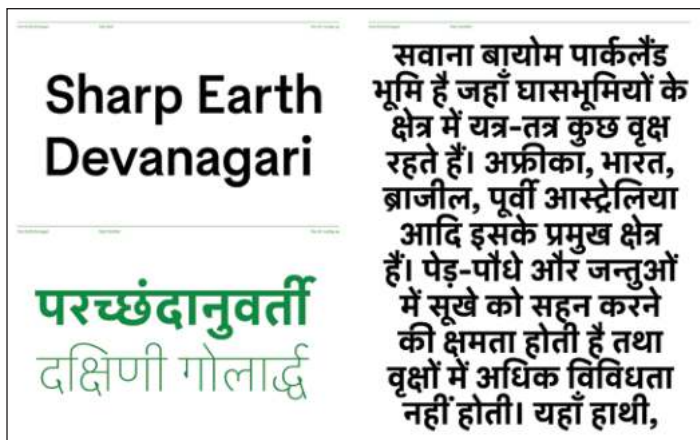 Sharp Earth
Devanagari
परच्छंदानुवर्ती
दक्षिणी गोलार्द्ध
सवाना बायोम पार्कलैंड
भूमि है जहाँ घासभूमियों के
क्षेत्र में यत्र-तत्र कुछ वृक्ष
रहते हैं। अफ्रीका, भारत,
ब्राजील, पूर्वी आस्ट्रेलिया
आदि इसके प्रमुख क्षेत्र
हैं। पेड़-पौधे और जन्तुओं
में सूखे को सहन करने
की क्षमता होती है तथा
वृक्षों में अधिक विविधता
नहीं होती। यहाँ हाथी,